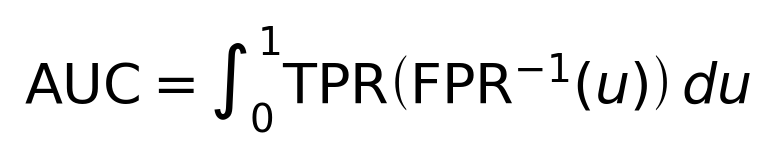 AUC = ∫₀¹ TPR(FPR⁻¹(u)) du